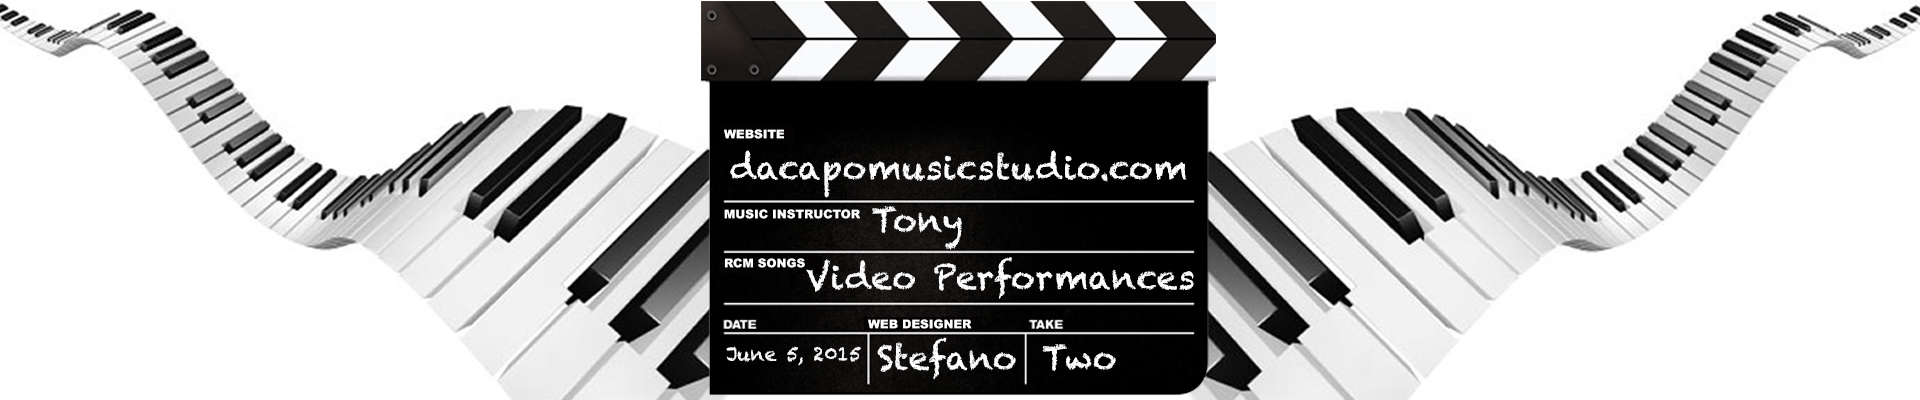 WEBSITE
dacapomusicstudio.com
MUSIC INSTRUCTOR Tony
RCM SONGS Video Performances
DATE WEB DESIGNER TAKE
June 5, 2015 Stefano Two